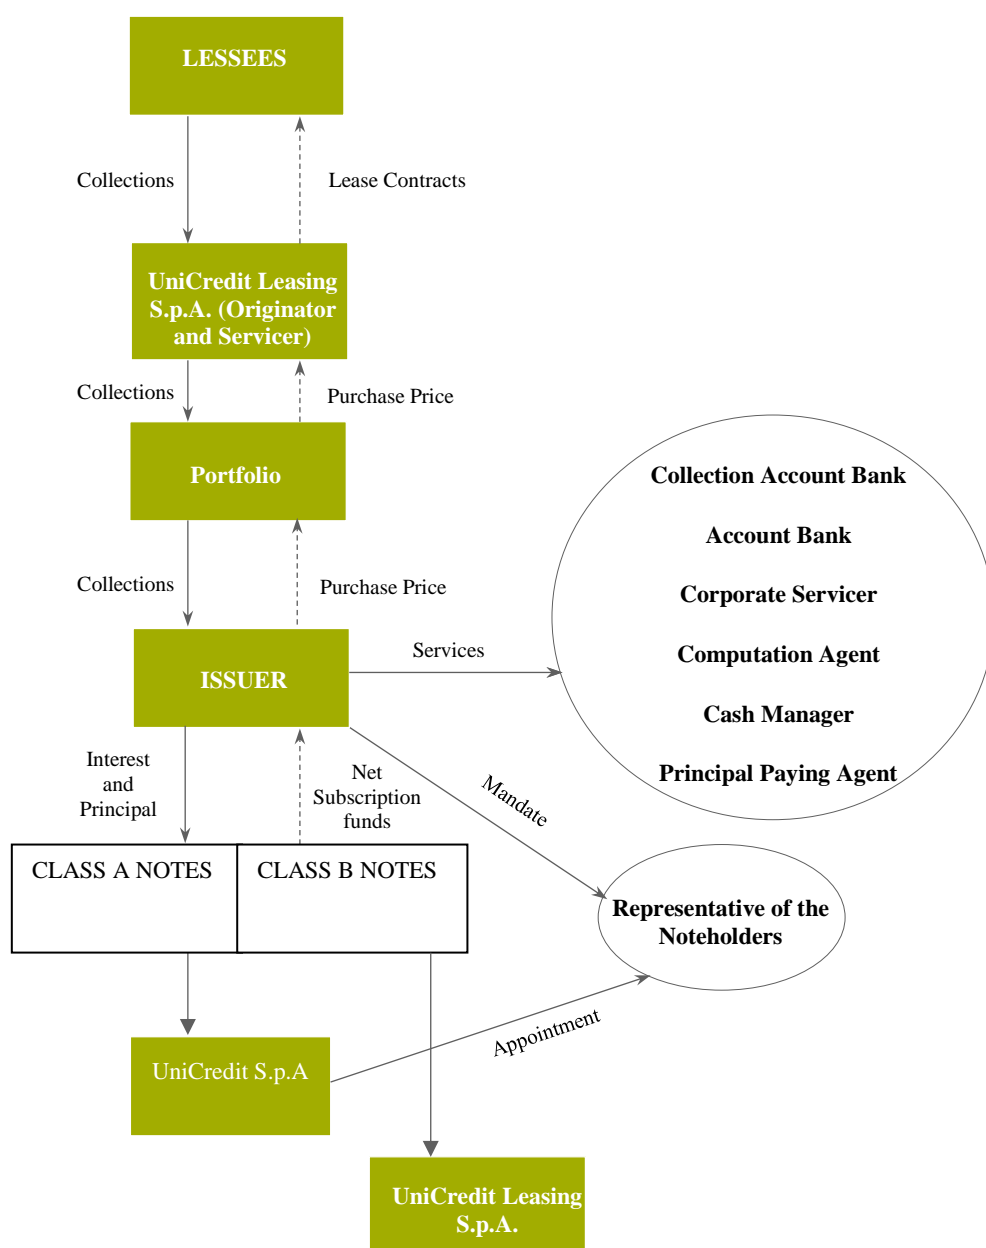 LESSEES
Collections
Lease Contracts
UniCredit Leasing
S.p.A. (Originator
and Servicer)
Collections
Purchase Price
Portfolio
Collection Account Bank
Account Bank
Corporate Servicer
Computation Agent
Cash Manager
Principal Paying Agent
Collections
Purchase Price
ISSUER
Services
Interest
and
Principal
Net
Subscription
funds
Mandate
CLASS A NOTES
CLASS B NOTES
Representative of the
Noteholders
Appointment
UniCredit S.p.A
UniCredit Leasing
S.p.A.